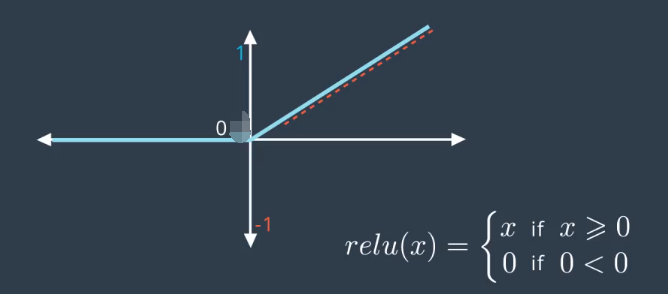 1
0
-1
relu(x) = { x if x ⩾ 0
0 if 0 < 0